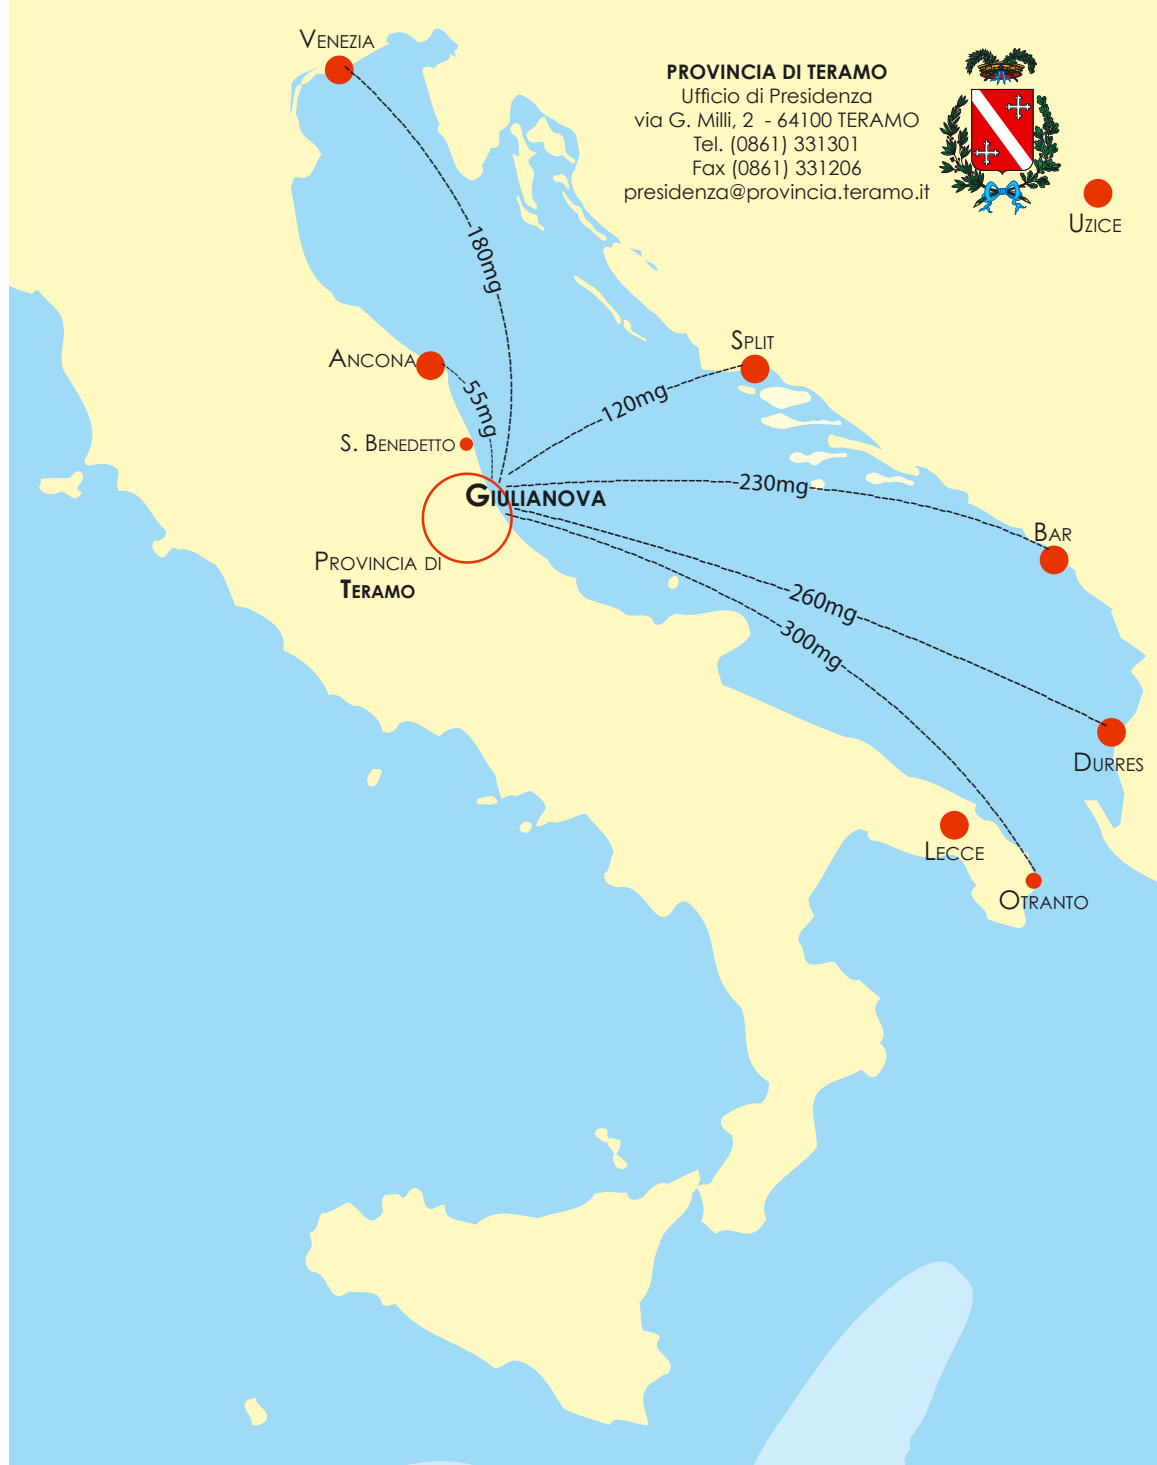 VENEZIA
PROVINCIA DI TERAMO
Ufficio di Presidenza
via G. Milli, 2 - 64100 TERAMO
Tel. (0861) 331301
Fax (0861) 331206
presidenza@provincia.teramo.it
UZICE
180mg
SPLIT
ANCONA
55mg
120mg
S. BENEDETTO
GIULIANOVA
230mg
BAR
PROVINCIA DI
TERAMO
260mg
300mg
DURRES
LECCE
OTRANTO